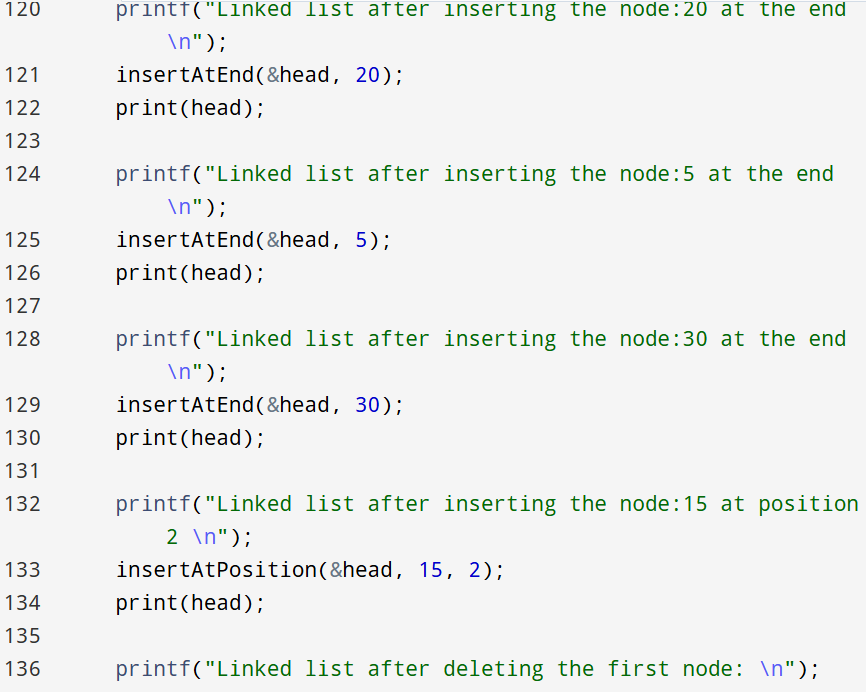 120 printf("Linked list after inserting the node:20 at the end
\n");
121 insertAtEnd(&head, 20);
122 print(head);
123
124 printf("Linked list after inserting the node:5 at the end
\n");
125 insertAtEnd(&head, 5);
126 print(head);
127
128 printf("Linked list after inserting the node:30 at the end
\n");
129 insertAtEnd(&head, 30);
130 print(head);
131
132 printf("Linked list after inserting the node:15 at position
2 \n");
133 insertAtPosition(&head, 15, 2);
134 print(head);
135
136 printf("Linked list after deleting the first node: \n");